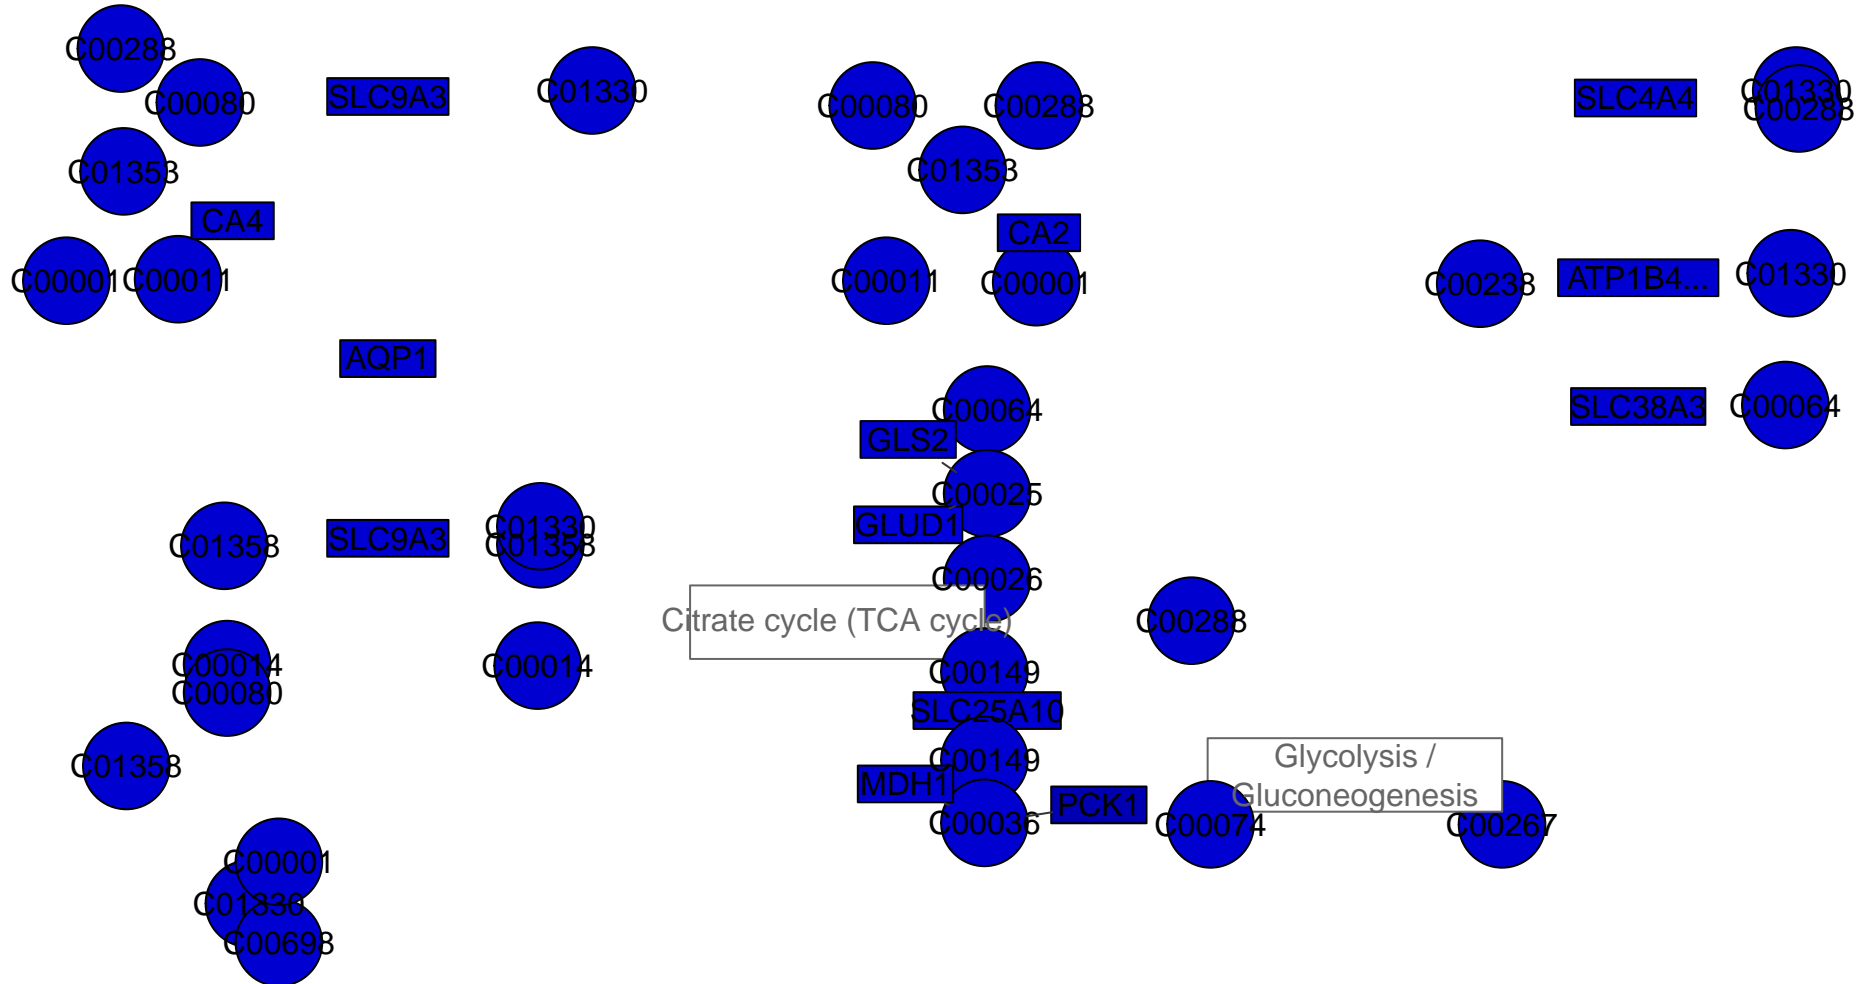 C00288
C00080
SLC9A3
C01330
C00080
C00288
SLC4A4
C01330
C00288
C01353
C01353
CA4
CA2
C00001
C00011
C00011
C00001
C00238
ATP1B4...
C01330
AQP1
C00064
SLC38A3
C00064
GLS2
C00025
C01358
SLC9A3
C01330
C01358
GLUD1
C00026
Citrate cycle (TCA cycle)
C00288
C00014
C00080
C00014
C00149
SLC25A10
C01358
C00149
Glycolysis /
Gluconeogenesis
MDH1
PCK1
C00036
C00074
C00267
C00001
C01330
C00698